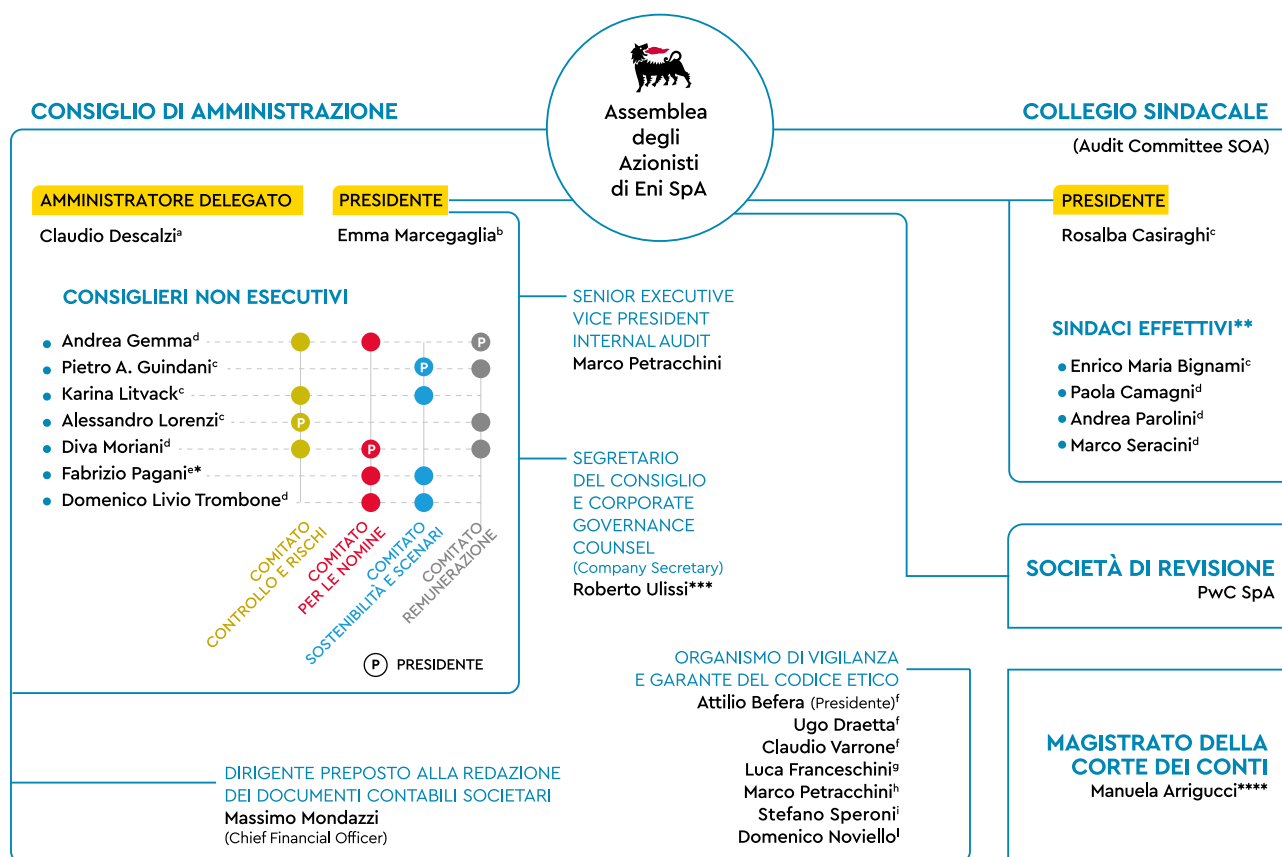 Assemblea
degli
Azionisti
di Eni SpA
CONSIGLIO DI AMMINISTRAZIONE
AMMINISTRATORE DELEGATO
Claudio Descalziᵃ
PRESIDENTE
Emma Marcegagliaᵇ
CONSIGLIERI NON ESECUTIVI
Andrea Gemmaᵈ
P
Pietro A. Guindaniᶜ
P
Karina Litvackᶜ
Alessandro Lorenziᶜ
P
Diva Morianiᵈ
P
Fabrizio Paganiᵉ*
Domenico Livio Tromboneᵈ
COMITATO
CONTROLLO E RISCHI
COMITATO
PER LE NOMINE
COMITATO
SOSTENIBILITÀ E SCENARI
COMITATO
REMUNERAZIONE
P PRESIDENTE
SENIOR EXECUTIVE
VICE PRESIDENT
INTERNAL AUDIT
Marco Petracchini
SEGRETARIO
DEL CONSIGLIO
E CORPORATE
GOVERNANCE
COUNSEL
(Company Secretary)
Roberto Ulissi***
COLLEGIO SINDACALE
(Audit Committee SOA)
PRESIDENTE
Rosalba Casiraghiᶜ
SINDACI EFFETTIVI**
Enrico Maria Bignamiᶜ
Paola Camagniᵈ
Andrea Paroliniᵈ
Marco Seraciniᵈ
SOCIETÀ DI REVISIONE
PwC SpA
ORGANISMO DI VIGILANZA
E GARANTE DEL CODICE ETICO
Attilio Befera (Presidente)ᶠ
Ugo Draettaᶠ
Claudio Varroneᶠ
Luca Franceschiniᵍ
Marco Petracchiniʰ
Stefano Speroniⁱ
Domenico Novielloˡ
MAGISTRATO DELLA
CORTE DEI CONTI
Manuela Arrigucci****
DIRIGENTE PREPOSTO ALLA REDAZIONE
DEI DOCUMENTI CONTABILI SOCIETARI
Massimo Mondazzi
(Chief Financial Officer)